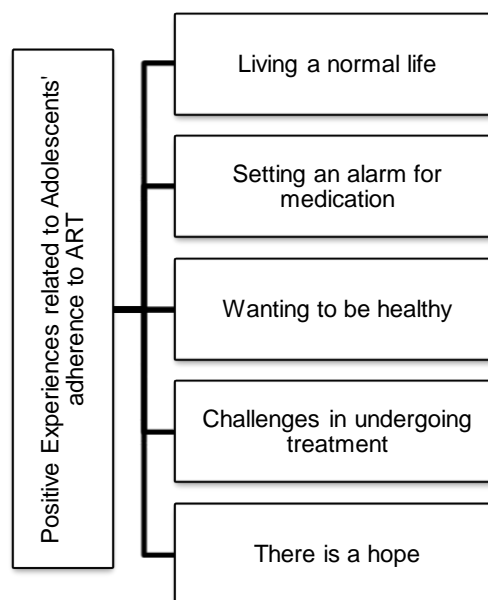 Positive Experiences related to Adolescents'
adherence to ART
Living a normal life
Setting an alarm for
medication
Wanting to be healthy
Challenges in undergoing
treatment
There is a hope